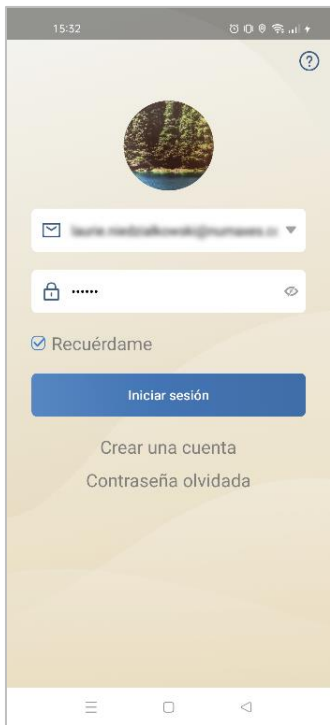 15:32
?
••••••
Recuérdame
Iniciar sesión
Crear una cuenta
Contraseña olvidada